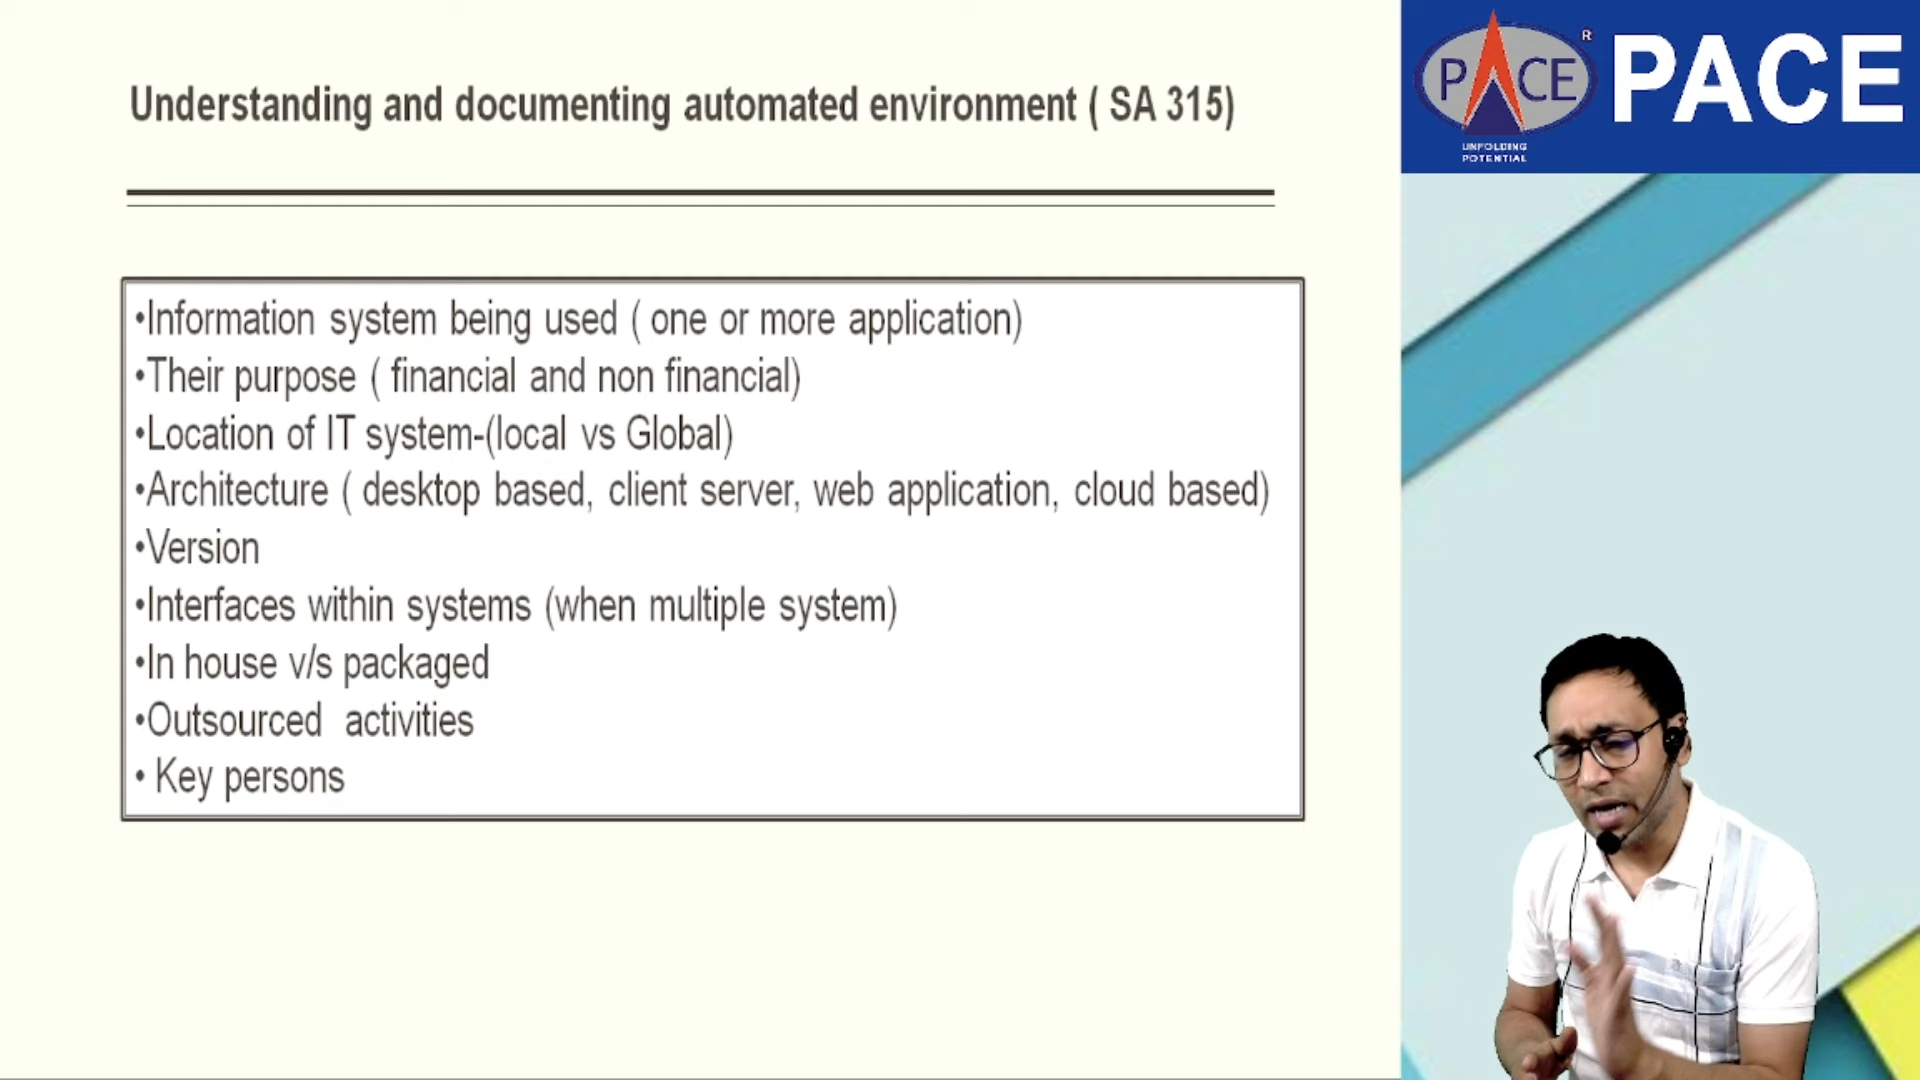 Understanding and documenting automated environment ( SA 315)
•Information system being used ( one or more application)
•Their purpose ( financial and non financial)
•Location of IT system-(local vs Global)
•Architecture ( desktop based, client server, web application, cloud based)
•Version
•Interfaces within systems (when multiple system)
•In house v/s packaged
•Outsourced activities
• Key persons
PACE
R
PACE
UNFOLDING
POTENTIAL